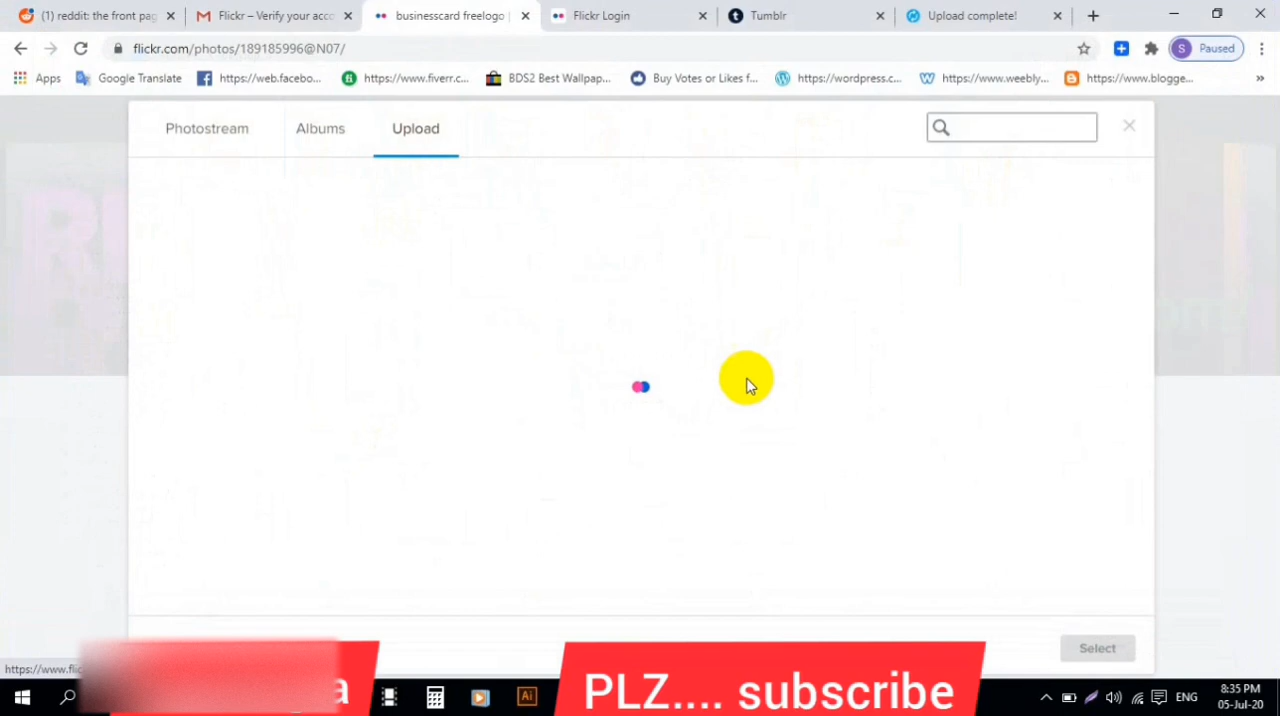 (1) reddit: the front pag
Flickr – Verify your acco
businesscard freelogo |
Flickr Login
Tumblr
Upload complete!
flickr.com/photos/189185996@N07/
S Paused
Apps
Google Translate
https://web.facebo...
https://www.fiverr.c...
BDS2 Best Wallpap...
Buy Votes or Likes f...
https://wordpress.c...
https://www.weebly...
https://www.blogge...
Photostream
Albums
Upload
Select
https://www.flic
a
PLZ.... subscribe
Ai
ENG
8:35 PM
05-Jul-20